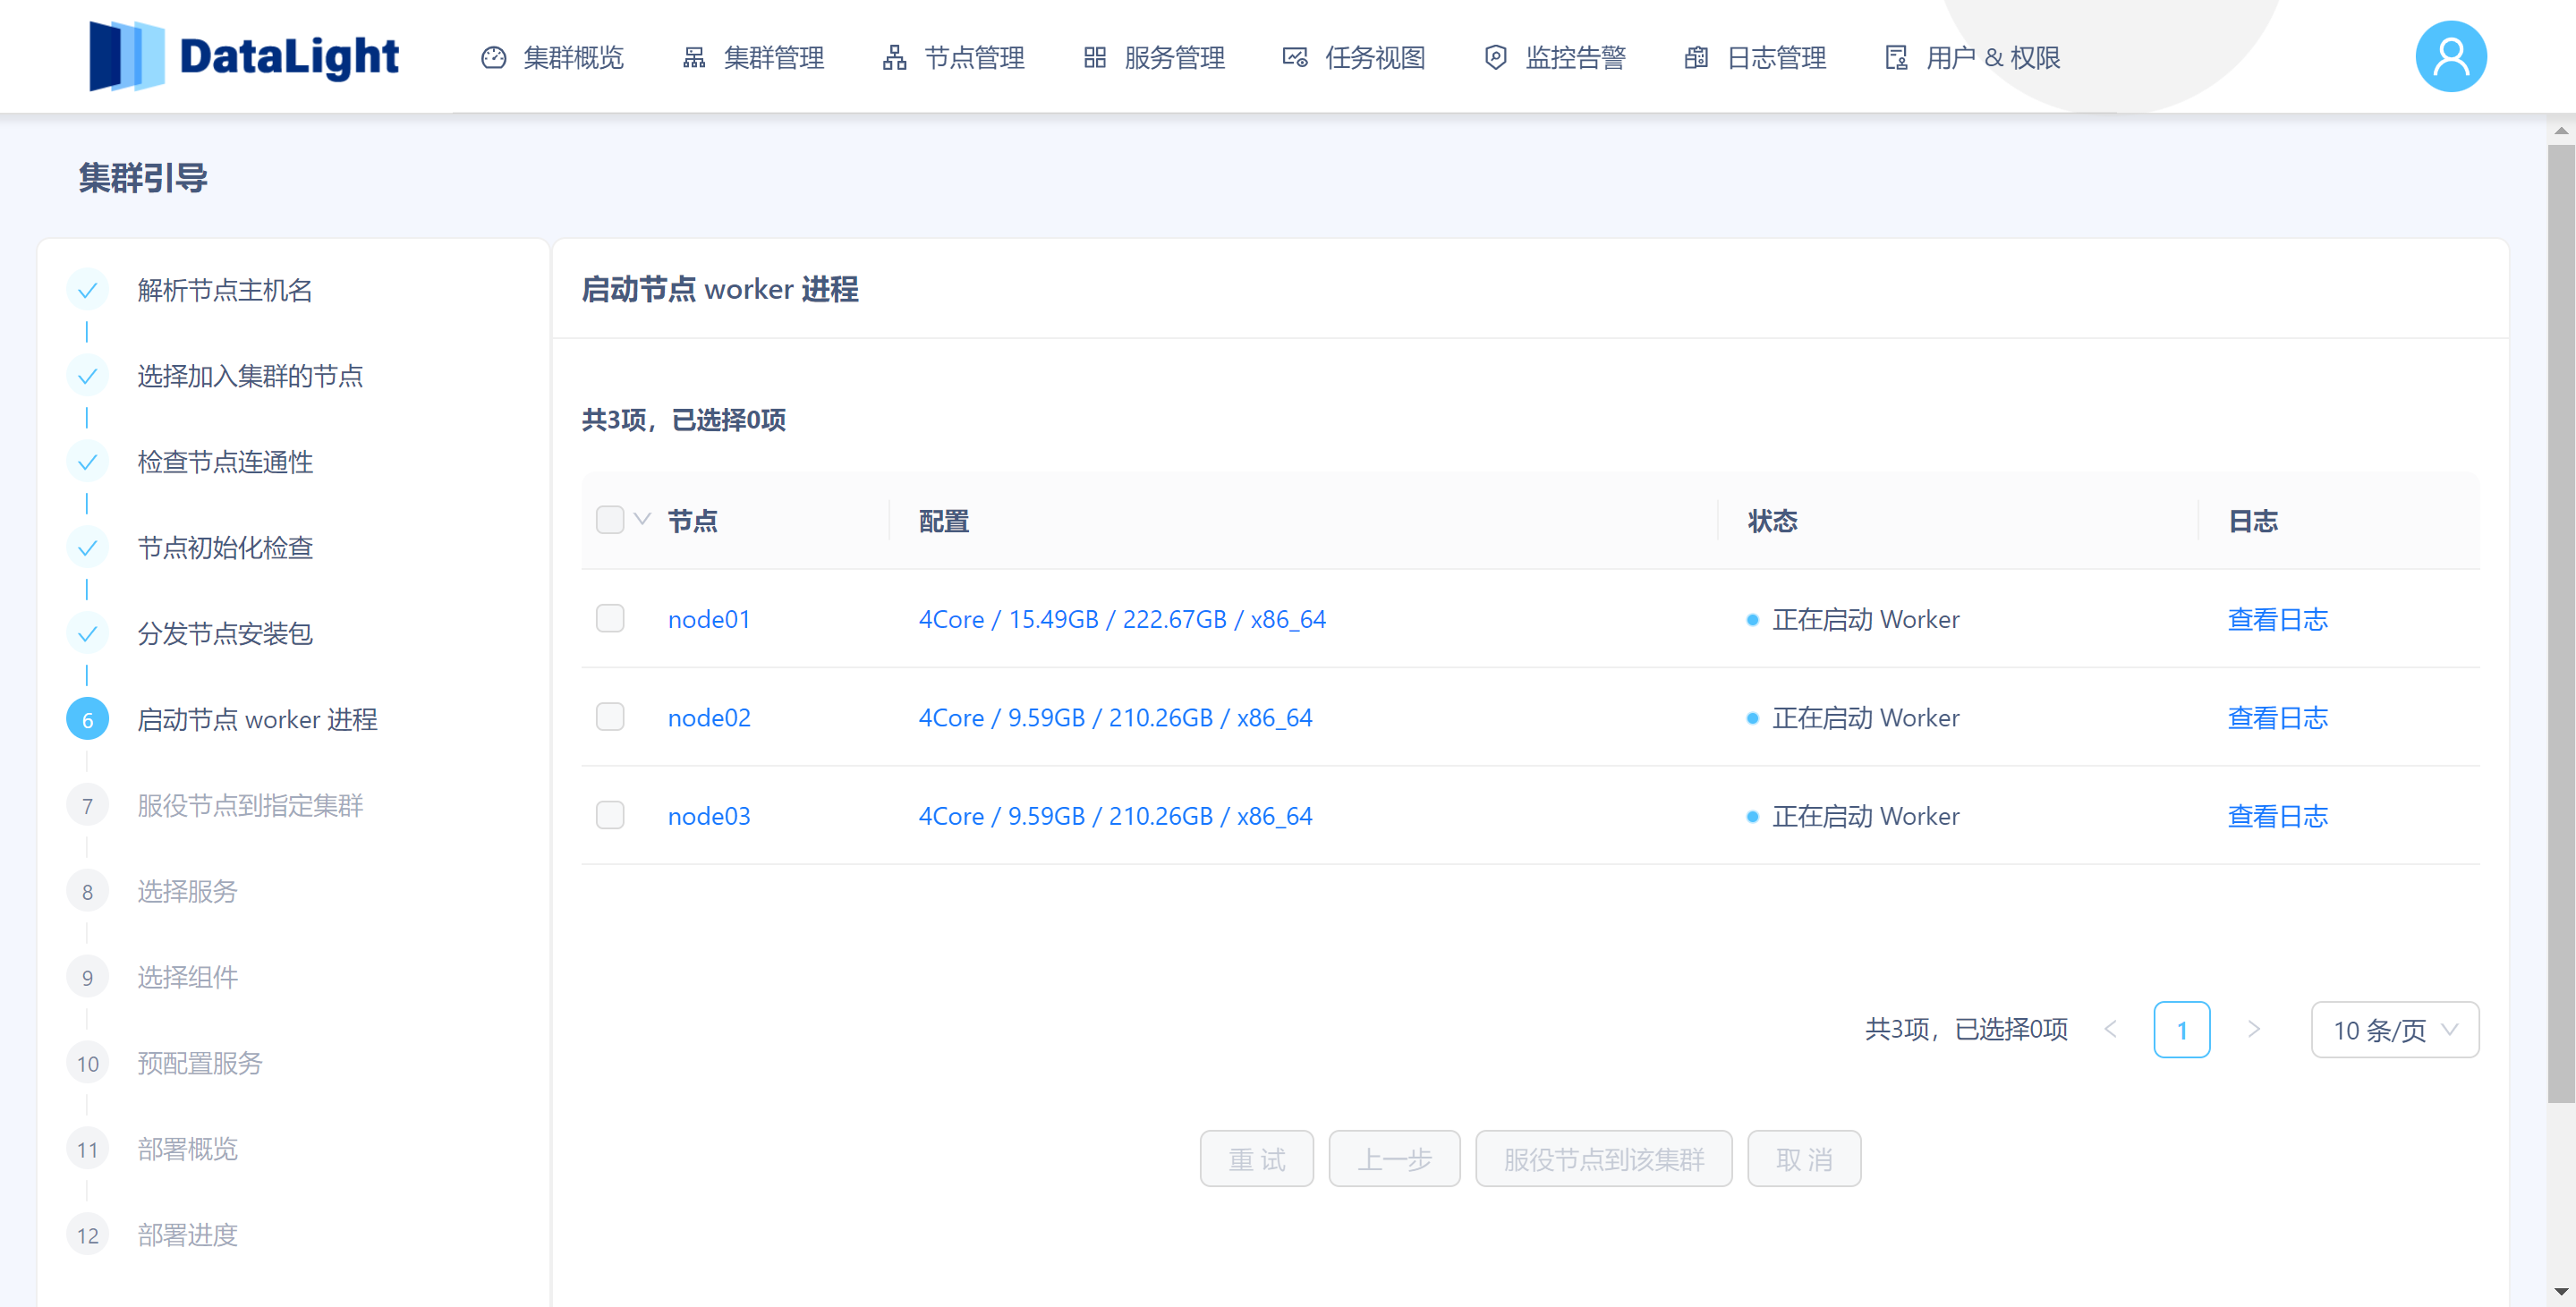 DataLight
集群概览
集群管理
节点管理
服务管理
任务视图
监控告警
日志管理
用户 & 权限
集群引导
解析节点主机名
选择加入集群的节点
检查节点连通性
节点初始化检查
分发节点安装包
6 启动节点 worker 进程
7 服役节点到指定集群
8 选择服务
9 选择组件
10 预配置服务
11 部署概览
12 部署进度
启动节点 worker 进程
共3项，已选择0项
节点 配置 状态 日志
node01 4Core / 15.49GB / 222.67GB / x86_64 正在启动 Worker 查看日志
node02 4Core / 9.59GB / 210.26GB / x86_64 正在启动 Worker 查看日志
node03 4Core / 9.59GB / 210.26GB / x86_64 正在启动 Worker 查看日志
共3项，已选择0项 < 1 > 10 条/页
重 试 上一步 服役节点到该集群 取 消